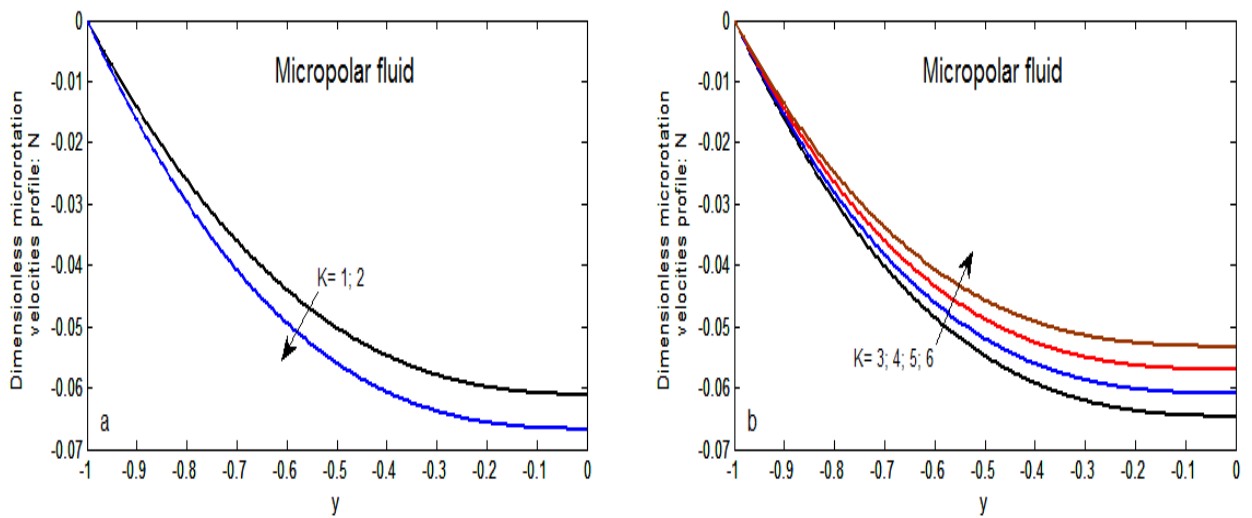 Dimensionless microrotation
velocities profile: N
0
-0.01
-0.02
-0.03
-0.04
-0.05
-0.06
-0.07
Micropolar fluid
K= 1; 2
a
-1 -0.9 -0.8 -0.7 -0.6 -0.5 -0.4 -0.3 -0.2 -0.1 0
y
Dimensionless microrotation
velocities profile: N
0
-0.01
-0.02
-0.03
-0.04
-0.05
-0.06
-0.07
Micropolar fluid
K= 3; 4; 5; 6
b
-1 -0.9 -0.8 -0.7 -0.6 -0.5 -0.4 -0.3 -0.2 -0.1 0
y